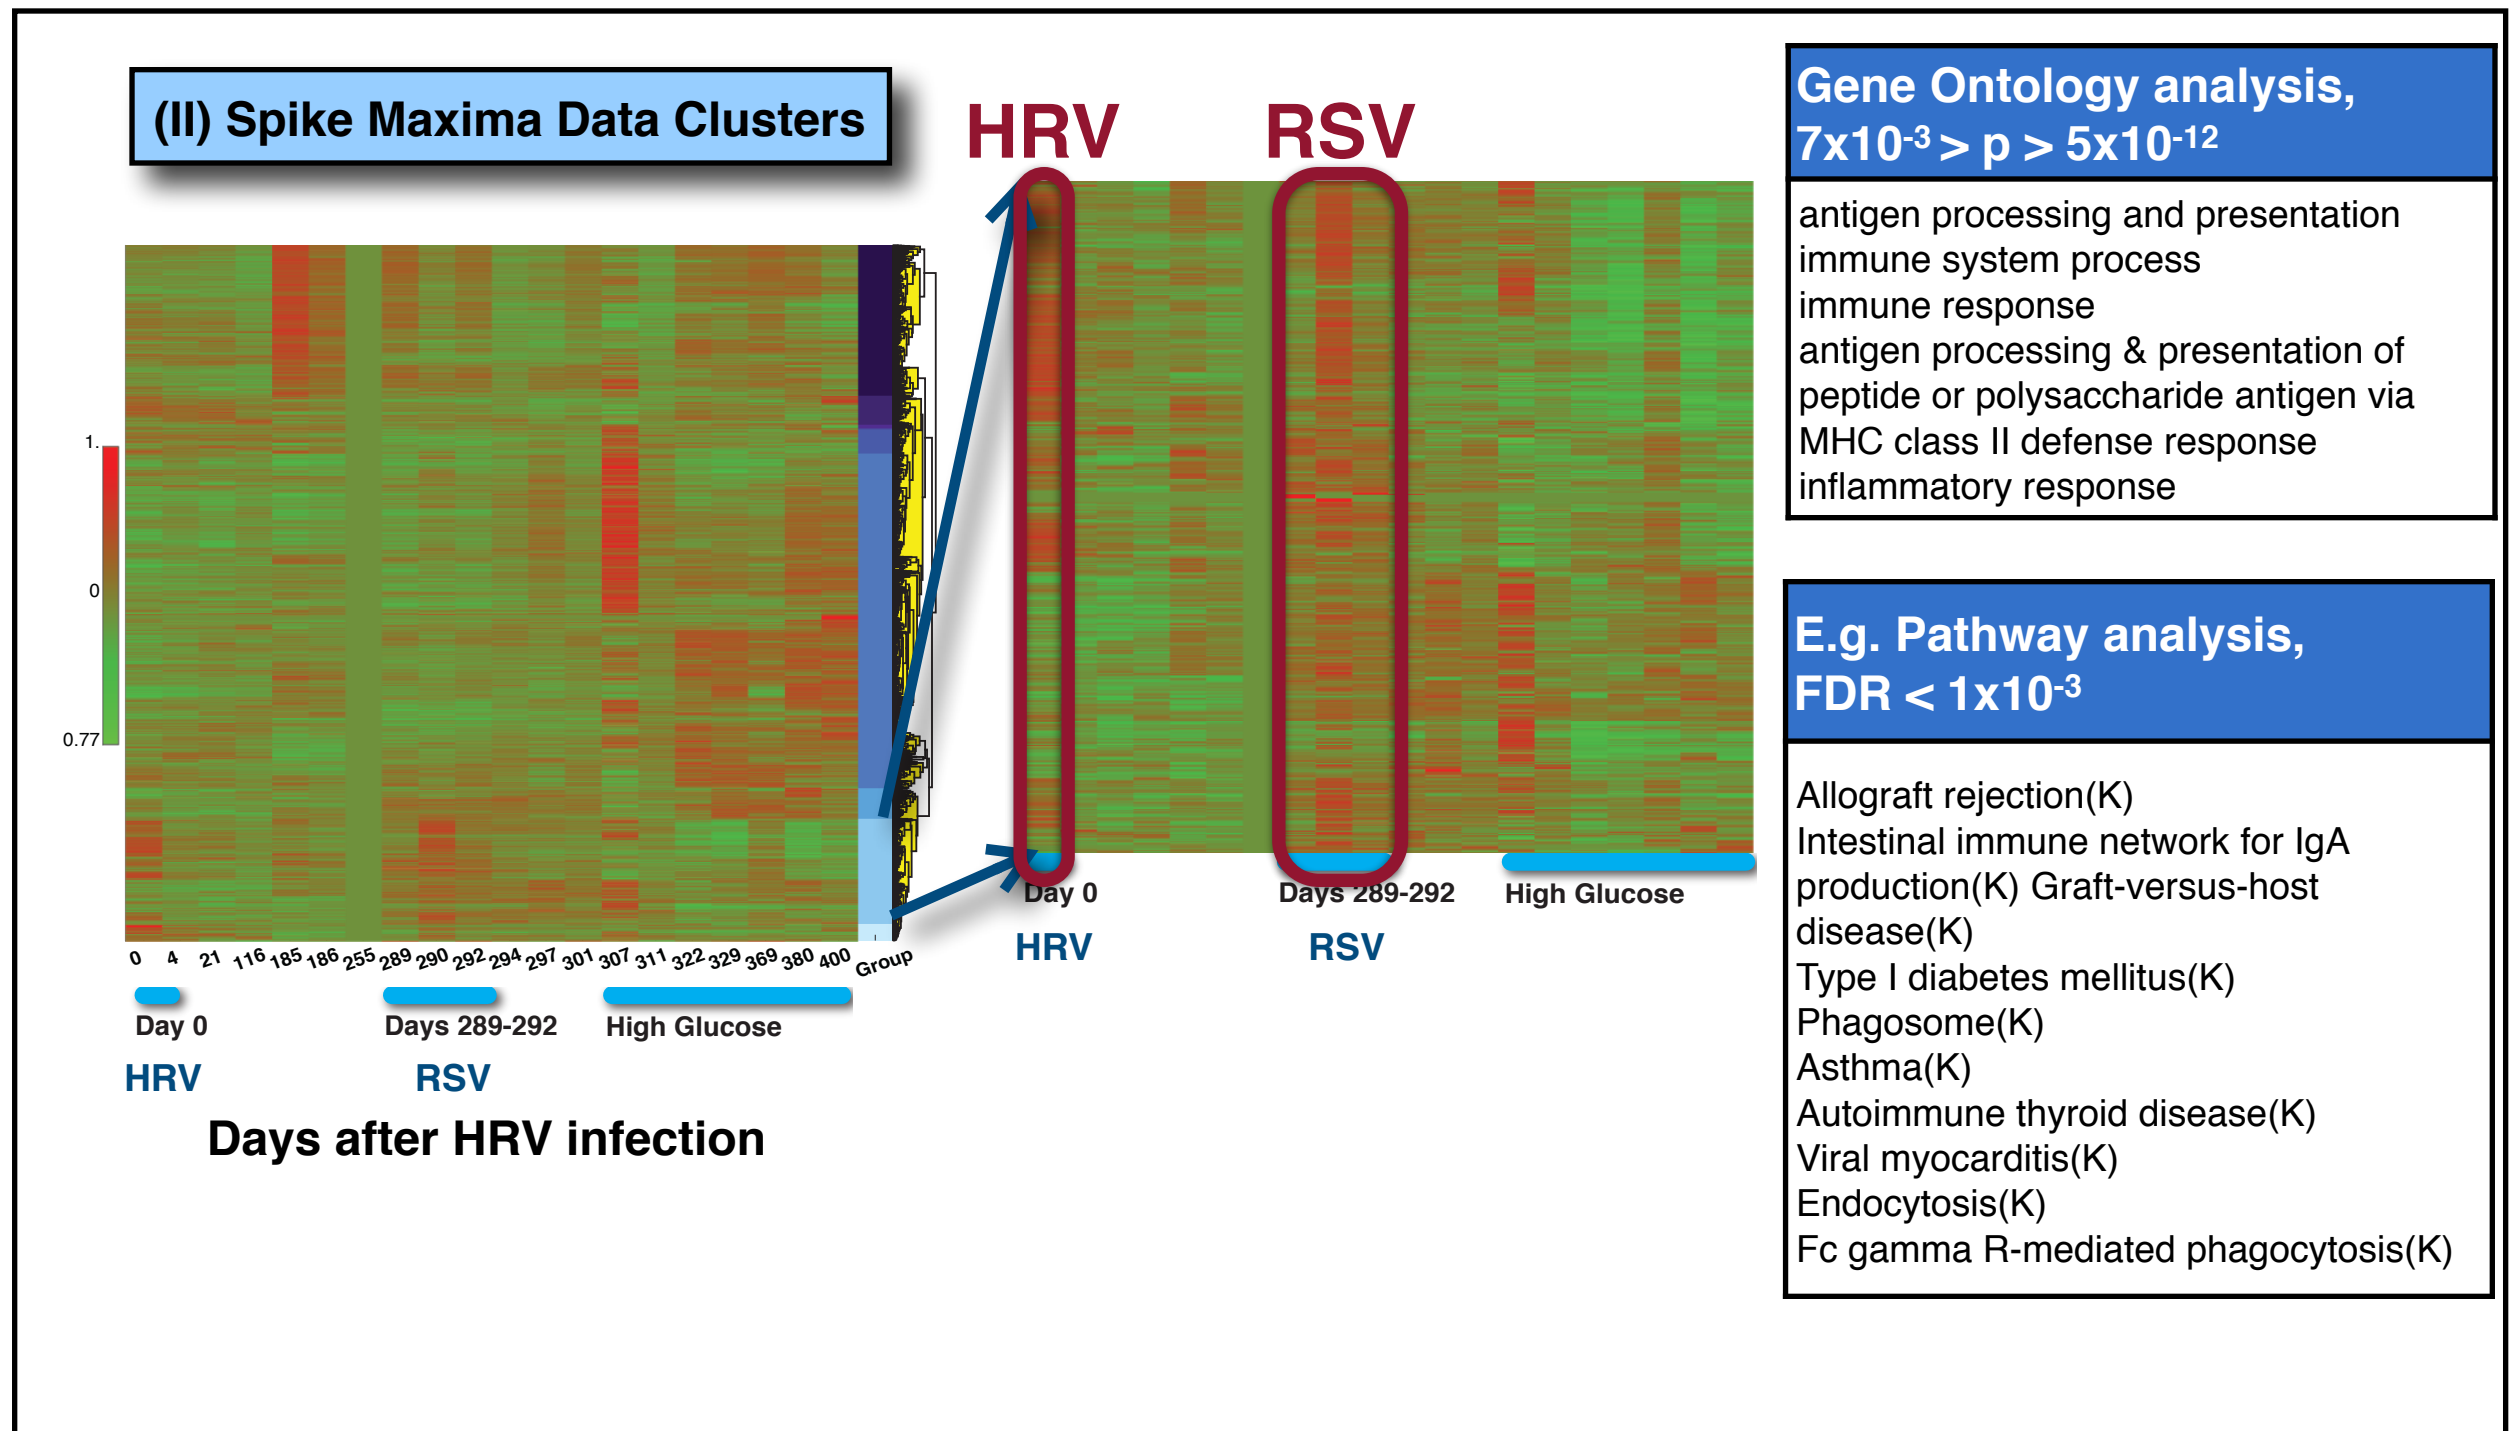 (II) Spike Maxima Data Clusters
HRV
RSV
1.
0
0.77
0 4 21 116 185 186 255 289 290 292 294 297 301 307 311 322 329 369 380 400 Group
Day 0
Days 289-292
High Glucose
HRV
RSV
Days after HRV infection
Day 0
Days 289-292
High Glucose
HRV
RSV
Gene Ontology analysis,
7x10⁻³ > p > 5x10⁻¹²
antigen processing and presentation
immune system process
immune response
antigen processing & presentation of
peptide or polysaccharide antigen via
MHC class II defense response
inflammatory response
E.g. Pathway analysis,
FDR < 1x10⁻³
Allograft rejection(K)
Intestinal immune network for IgA
production(K) Graft-versus-host
disease(K)
Type I diabetes mellitus(K)
Phagosome(K)
Asthma(K)
Autoimmune thyroid disease(K)
Viral myocarditis(K)
Endocytosis(K)
Fc gamma R-mediated phagocytosis(K)